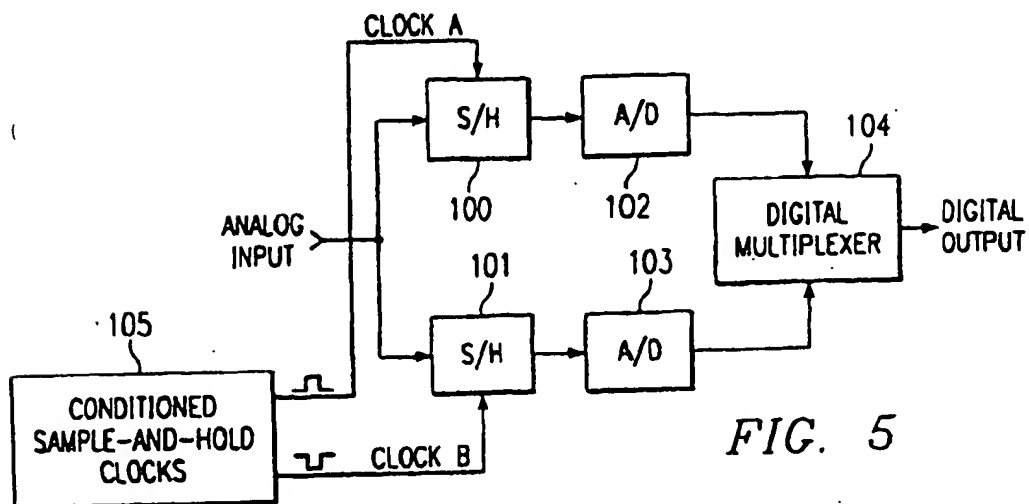 CLOCK A
S/H
A/D
100
102
104
ANALOG
INPUT
DIGITAL
MULTIPLEXER
DIGITAL
OUTPUT
101
103
S/H
A/D
105
CONDITIONED
SAMPLE-AND-HOLD
CLOCKS
CLOCK B
FIG. 5